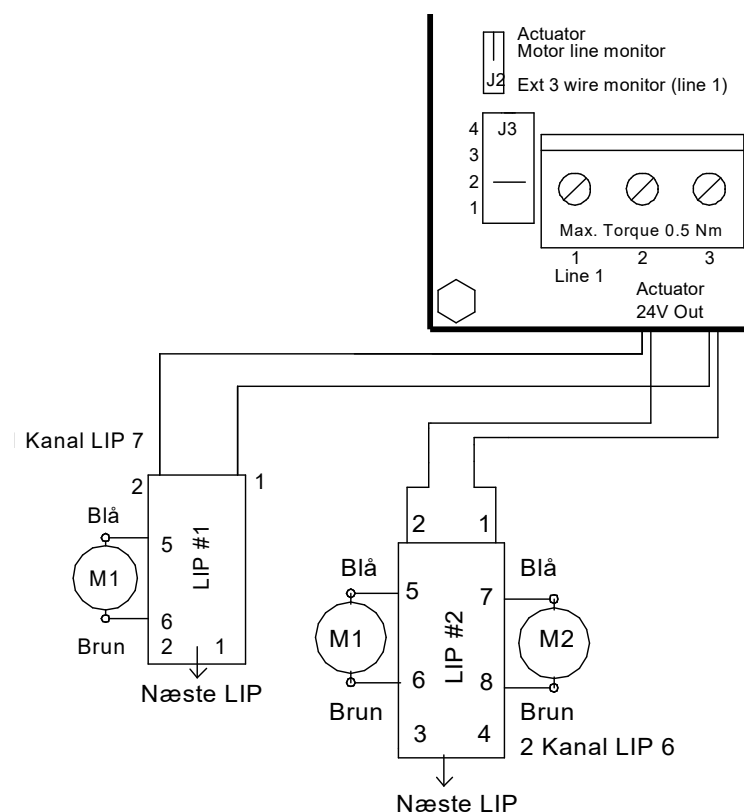 Actuator
Motor line monitor
J2
Ext 3 wire monitor (line 1)
4
J3
3
2
1
Max. Torque 0.5 Nm
1
2
3
Line 1
Actuator
24V Out
Kanal LIP 7
2
1
Blå
5
LIP #1
M1
6
Brun
2
1
Næste LIP
2
1
Blå
5
7
Blå
M1
LIP #2
M2
6
8
Brun
Brun
3
4
2 Kanal LIP 6
Næste LIP